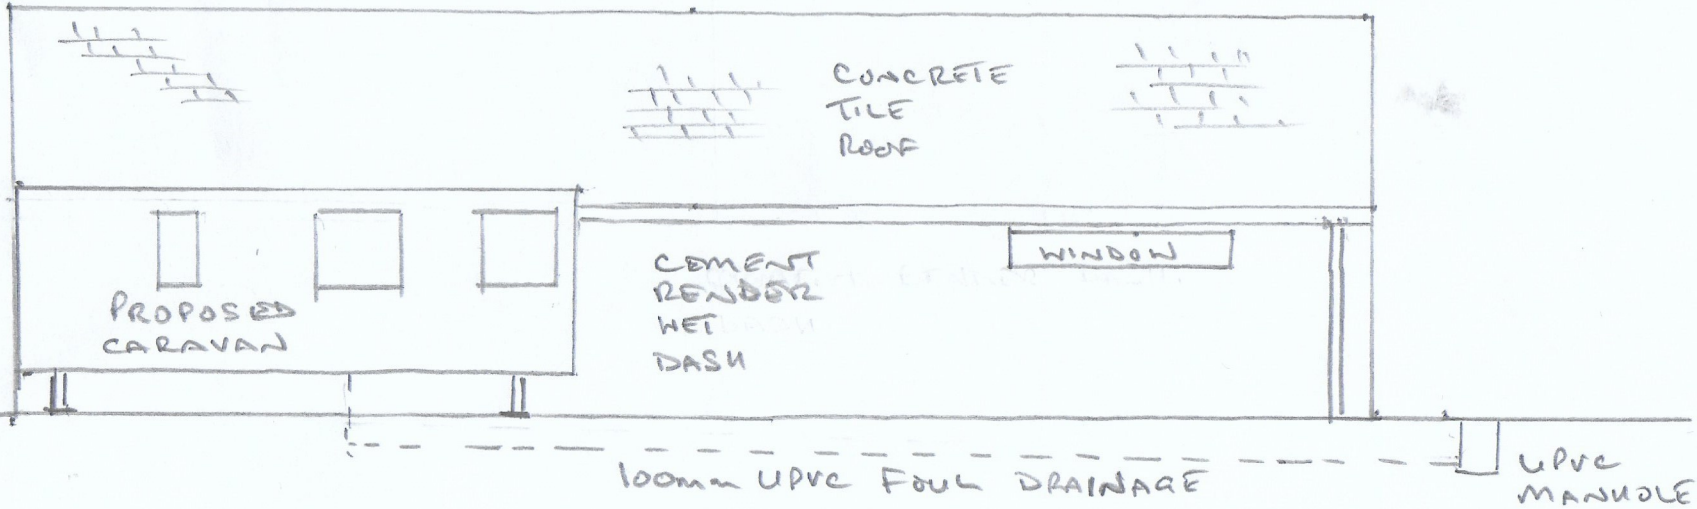 CONCRETE
TILE
ROOF
WINDOW
CEMENT
RENDER
WET
DASH
PROPOSED
CARAVAN
100mm UPVC FOUL DRAINAGE
UPVC
MANHOLE